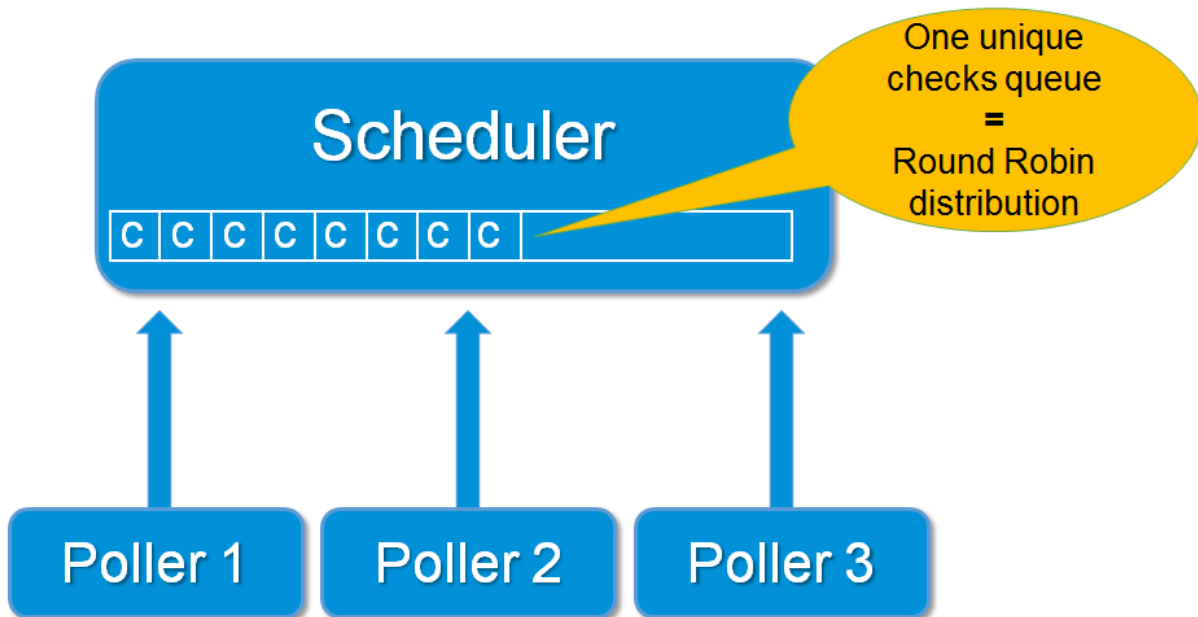 One unique
checks queue
=
Round Robin
distribution
Scheduler
C C C C C C C C
Poller 1 Poller 2 Poller 3